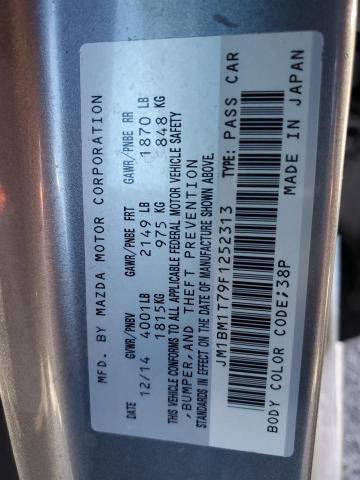 MFD. BY MAZDA MOTOR CORPORATION
DATE GVWR/PNBV GAWR/PNBE FRT GAWR/PNBE RR
12/14 4001LB 2149 LB 1870 LB
1815KG 975 KG 848 KG
THIS VEHICLE CONFORMS TO ALL APPLICABLE FEDERAL MOTOR VEHICLE SAFETY
,BUMPER,AND THEFT PREVENTION
STANDARDS IN EFFECT ON THE DATE OF MANUFACTURE SHOWN ABOVE.
JM1BM1T79F1252313 TYPE: PASS CAR
BODY COLOR CODE;38P MADE IN JAPAN